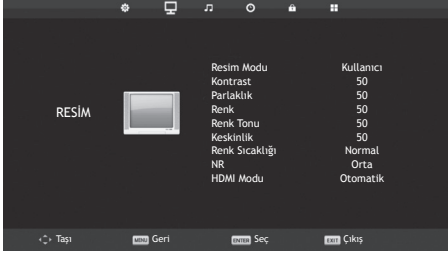 RESİM
Resim Modu Kullanıcı
Kontrast 50
Parlaklık 50
Renk 50
Renk Tonu 50
Keskinlik 50
Renk Sıcaklığı Normal
NR Orta
HDMI Modu Otomatik
Taşı MENU Geri ENTER Seç EXIT Çıkış